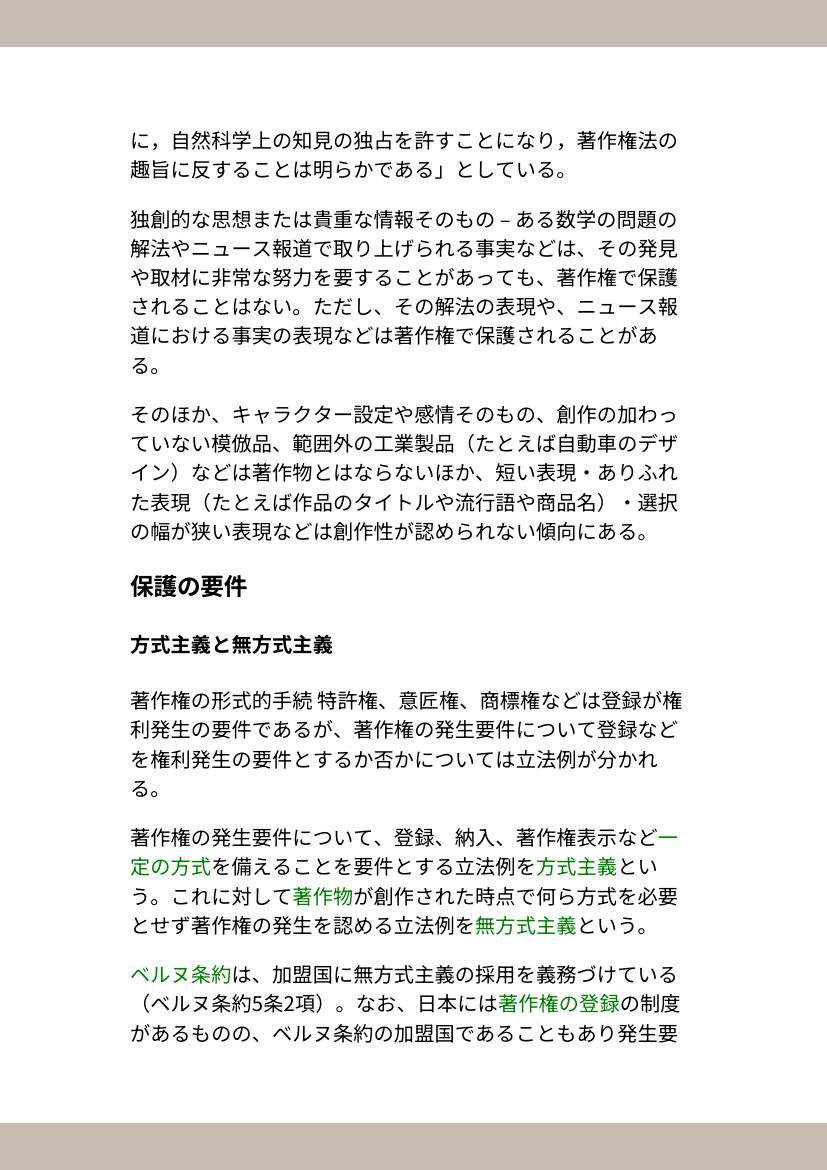 に，自然科学上の知見の独占を許すことになり，著作権法の
趣旨に反することは明らかである」としている。
独創的な思想または貴重な情報そのもの – ある数学の問題の
解法やニュース報道で取り上げられる事実などは、その発見
や取材に非常な努力を要することがあっても、著作権で保護
されることはない。ただし、その解法の表現や、ニュース報
道における事実の表現などは著作権で保護されることがあ
る。
そのほか、キャラクター設定や感情そのもの、創作の加わっ
ていない模倣品、範囲外の工業製品（たとえば自動車のデザ
イン）などは著作物とはならないほか、短い表現・ありふれ
た表現（たとえば作品のタイトルや流行語や商品名）・選択
の幅が狭い表現などは創作性が認められない傾向にある。
保護の要件
方式主義と無方式主義
著作権の形式的手続 特許権、意匠権、商標権などは登録が権
利発生の要件であるが、著作権の発生要件について登録など
を権利発生の要件とするか否かについては立法例が分かれ
る。
著作権の発生要件について、登録、納入、著作権表示など一
定の方式を備えることを要件とする立法例を方式主義とい
う。これに対して著作物が創作された時点で何ら方式を必要
とせず著作権の発生を認める立法例を無方式主義という。
ベルヌ条約は、加盟国に無方式主義の採用を義務づけている
（ベルヌ条約5条2項）。なお、日本には著作権の登録の制度
があるものの、ベルヌ条約の加盟国であることもあり発生要